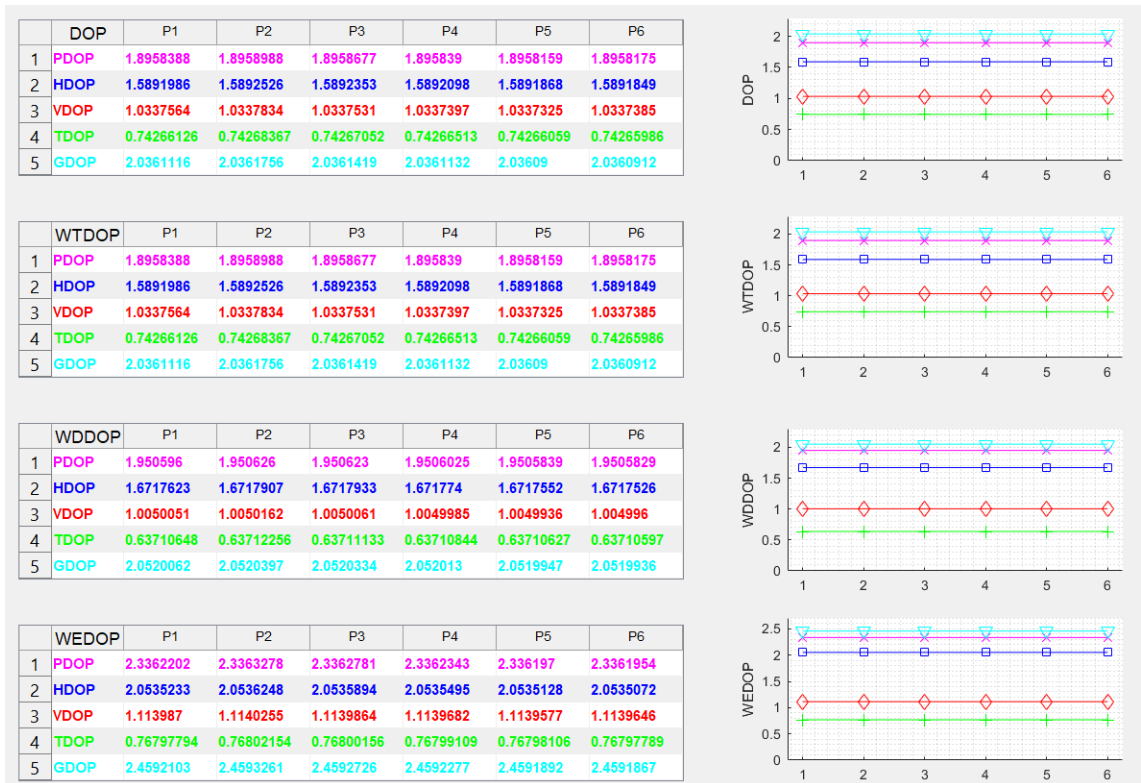 DOP P1 P2 P3 P4 P5 P6
1 PDOP 1.8958388 1.8958988 1.8958677 1.895839 1.8958159 1.8958175
2 HDOP 1.5891986 1.5892526 1.5892353 1.5892098 1.5891868 1.5891849
3 VDOP 1.0337564 1.0337834 1.0337531 1.0337397 1.0337325 1.0337385
4 TDOP 0.74266126 0.74268367 0.74267052 0.74266513 0.74266059 0.74265986
5 GDOP 2.0361116 2.0361756 2.0361419 2.0361132 2.03609 2.0360912
DOP
2
1.5
1
0.5
0
1 2 3 4 5 6
WTDOP P1 P2 P3 P4 P5 P6
1 PDOP 1.8958388 1.8958988 1.8958677 1.895839 1.8958159 1.8958175
2 HDOP 1.5891986 1.5892526 1.5892353 1.5892098 1.5891868 1.5891849
3 VDOP 1.0337564 1.0337834 1.0337531 1.0337397 1.0337325 1.0337385
4 TDOP 0.74266126 0.74268367 0.74267052 0.74266513 0.74266059 0.74265986
5 GDOP 2.0361116 2.0361756 2.0361419 2.0361132 2.03609 2.0360912
WTDOP
2
1.5
1
0.5
0
1 2 3 4 5 6
WDDOP P1 P2 P3 P4 P5 P6
1 PDOP 1.950596 1.950626 1.950623 1.9506025 1.9505839 1.9505829
2 HDOP 1.6717623 1.6717907 1.6717933 1.671774 1.6717552 1.6717526
3 VDOP 1.0050051 1.0050162 1.0050061 1.0049985 1.0049936 1.004996
4 TDOP 0.63710648 0.63712256 0.63711133 0.63710844 0.63710627 0.63710597
5 GDOP 2.0520062 2.0520397 2.0520334 2.052013 2.0519947 2.0519936
WDDOP
2
1.5
1
0.5
0
1 2 3 4 5 6
WEDOP P1 P2 P3 P4 P5 P6
1 PDOP 2.3362202 2.3363278 2.3362781 2.3362343 2.336197 2.3361954
2 HDOP 2.0535233 2.0536248 2.0535894 2.0535495 2.0535128 2.0535072
3 VDOP 1.113987 1.1140255 1.1139864 1.1139682 1.1139577 1.1139646
4 TDOP 0.76797794 0.76802154 0.76800156 0.76799109 0.76798106 0.76797789
5 GDOP 2.4592103 2.4593261 2.4592726 2.4592277 2.4591892 2.4591867
WEDOP
2.5
2
1.5
1
0.5
0
1 2 3 4 5 6